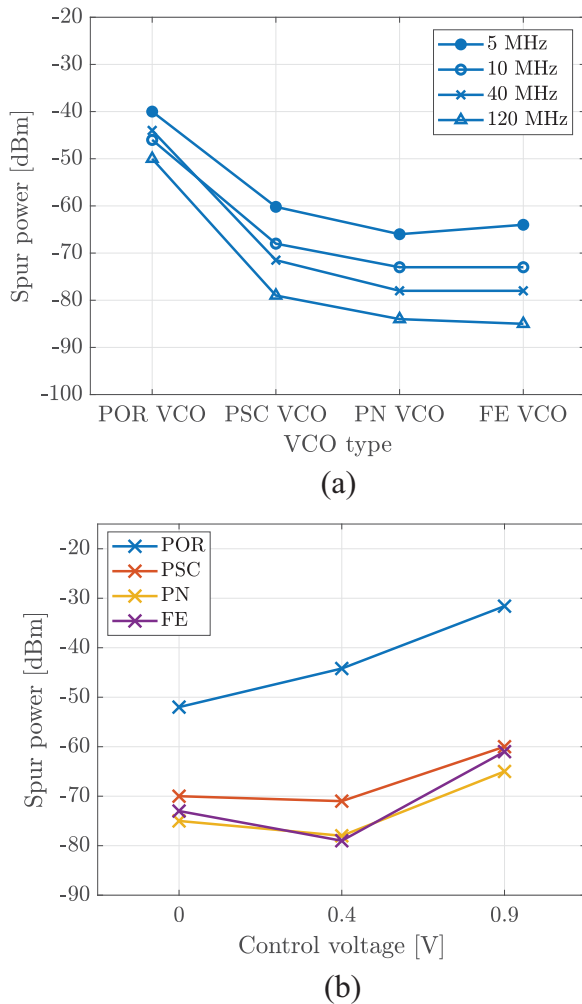 -20
-30
-40
-50
-60
-70
-80
-90
-100
Spur power [dBm]
5 MHz
10 MHz
40 MHz
120 MHz
POR VCO PSC VCO PN VCO FE VCO
VCO type
(a)
-20
-30
-40
-50
-60
-70
-80
-90
Spur power [dBm]
POR
PSC
PN
FE
0 0.4 0.9
Control voltage [V]
(b)